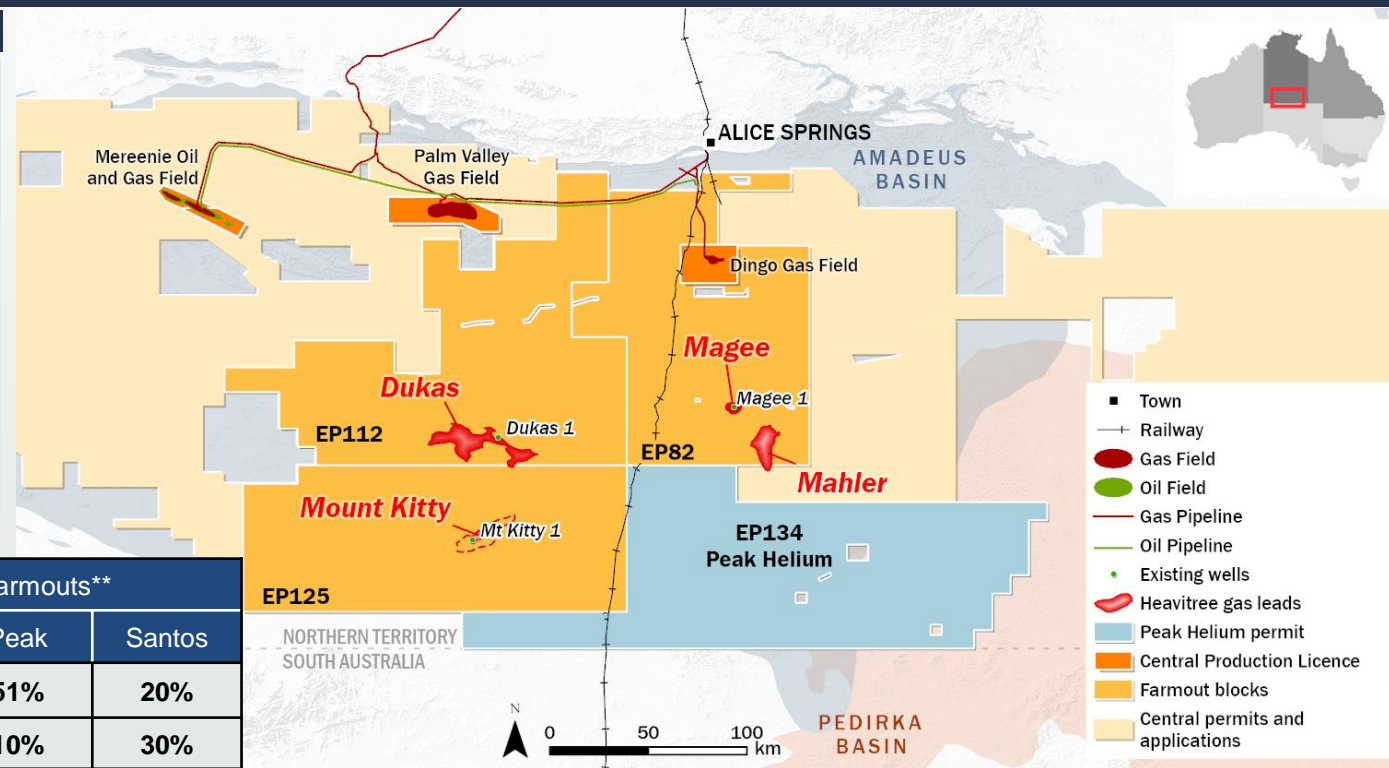 ALICE SPRINGS
AMADEUS
BASIN
Mereenie Oil
and Gas Field
Palm Valley
Gas Field
Dingo Gas Field
Magee
Magee 1
Dukas
Dukas 1
EP112
EP82
Mahler
Mount Kitty
Mt Kitty 1
EP134
Peak Helium
EP125
NORTHERN TERRITORY
SOUTH AUSTRALIA
PEDIRKA
BASIN
N
0 50 100
km
Town
Railway
Gas Field
Oil Field
Gas Pipeline
Oil Pipeline
Existing wells
Heavitree gas leads
Peak Helium permit
Central Production Licence
Farmout blocks
Central permits and
applications
armouts**
Peak Santos
51% 20%
10% 30%